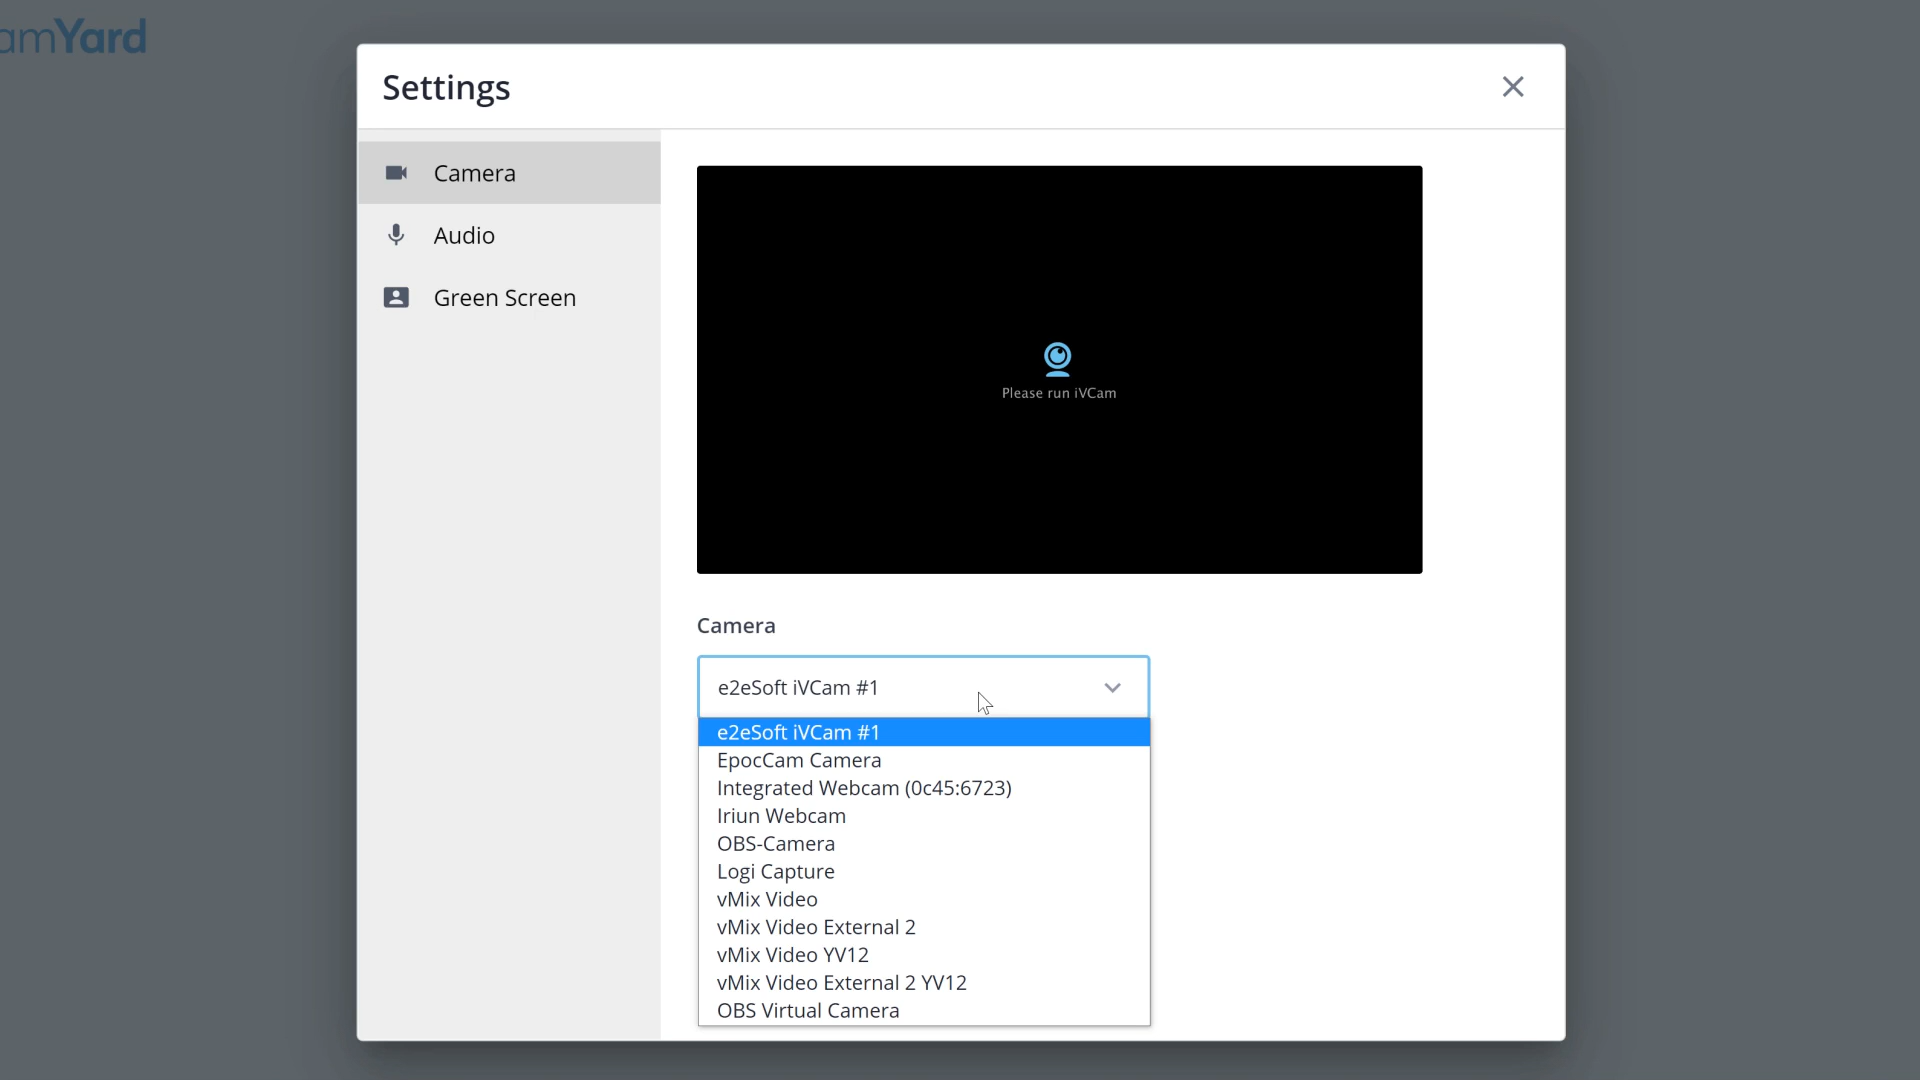 amYard
Settings
Camera
Audio
Green Screen
Please run iVCam
Camera
e2eSoft iVCam #1
e2eSoft iVCam #1
EpocCam Camera
Integrated Webcam (0c45:6723)
Iriun Webcam
OBS-Camera
Logi Capture
vMix Video
vMix Video External 2
vMix Video YV12
vMix Video External 2 YV12
OBS Virtual Camera